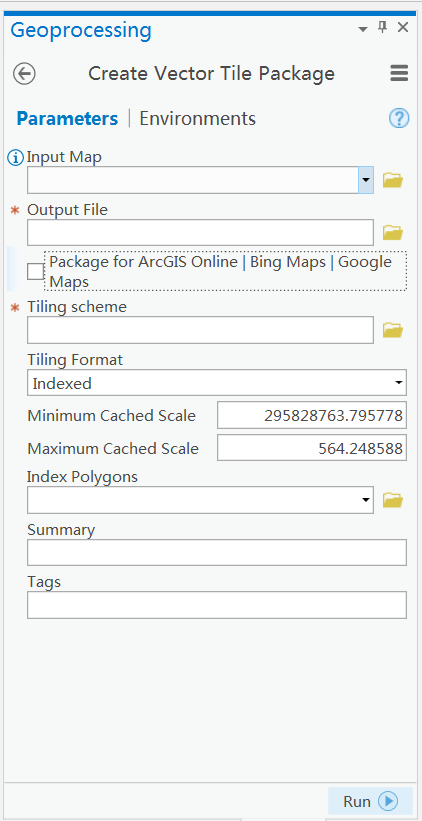 Geoprocessing
Create Vector Tile Package
Parameters | Environments
Input Map
* Output File
Package for ArcGIS Online | Bing Maps | Google
Maps
* Tiling scheme
Tiling Format
Indexed
Minimum Cached Scale 295828763.795778
Maximum Cached Scale 564.248588
Index Polygons
Summary
Tags
Run